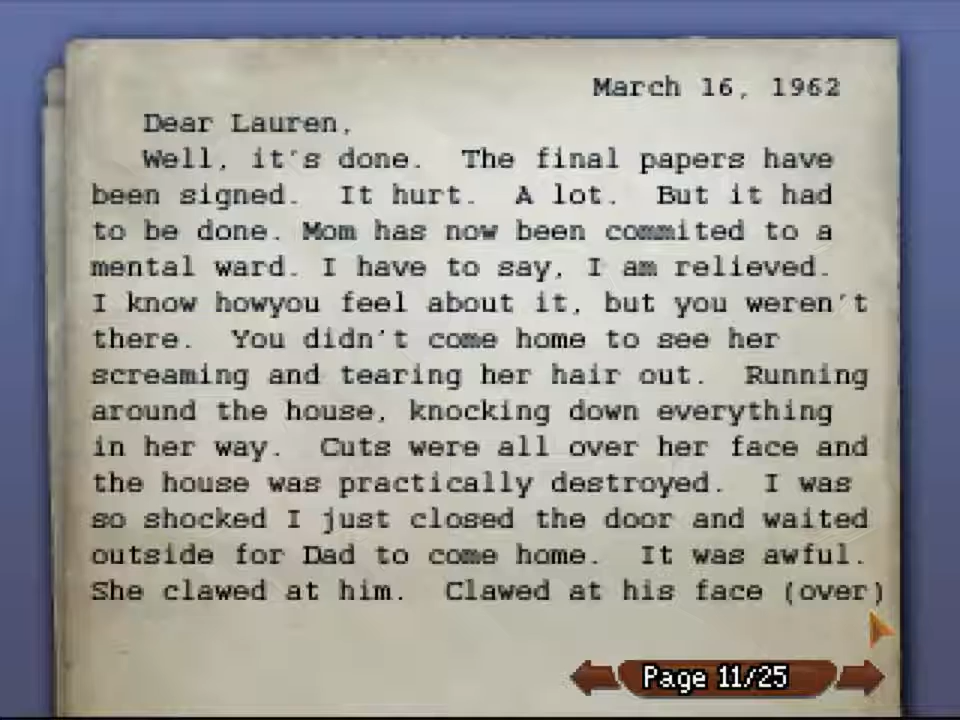 March 16, 1962
Dear Lauren,
Well, it's done. The final papers have
been signed. It hurt. A lot. But it had
to be done. Mom has now been commited to a
mental ward. I have to say, I am relieved.
I know howyou feel about it, but you weren't
there. You didn't come home to see her
screaming and tearing her hair out. Running
around the house, knocking down everything
in her way. Cuts were all over her face and
the house was practically destroyed. I was
so shocked I just closed the door and waited
outside for Dad to come home. It was awful.
She clawed at him. Clawed at his face (over)
Page 11/25